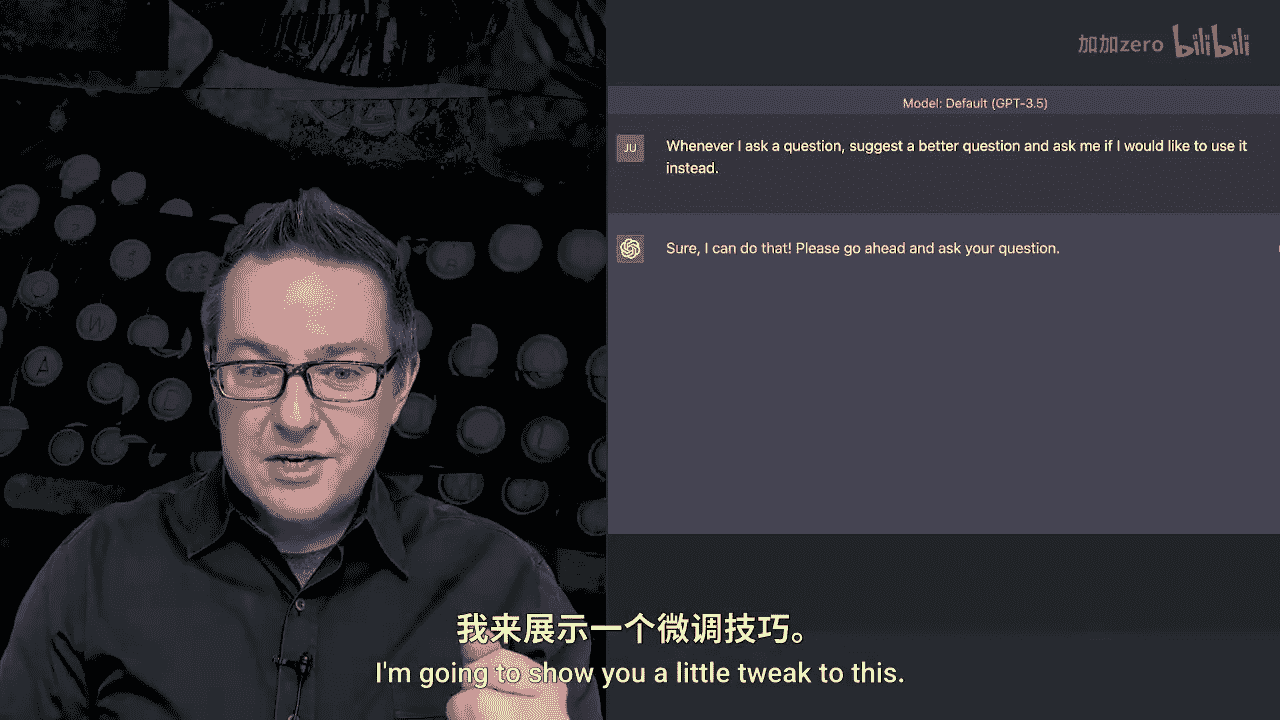 加加zero bilibili
Model: Default (GPT-3.5)
JU
Whenever I ask a question, suggest a better question and ask me if I would like to use it
instead.
Sure, I can do that! Please go ahead and ask your question.
我来展示一个微调技巧。
I'm going to show you a little tweak to this.